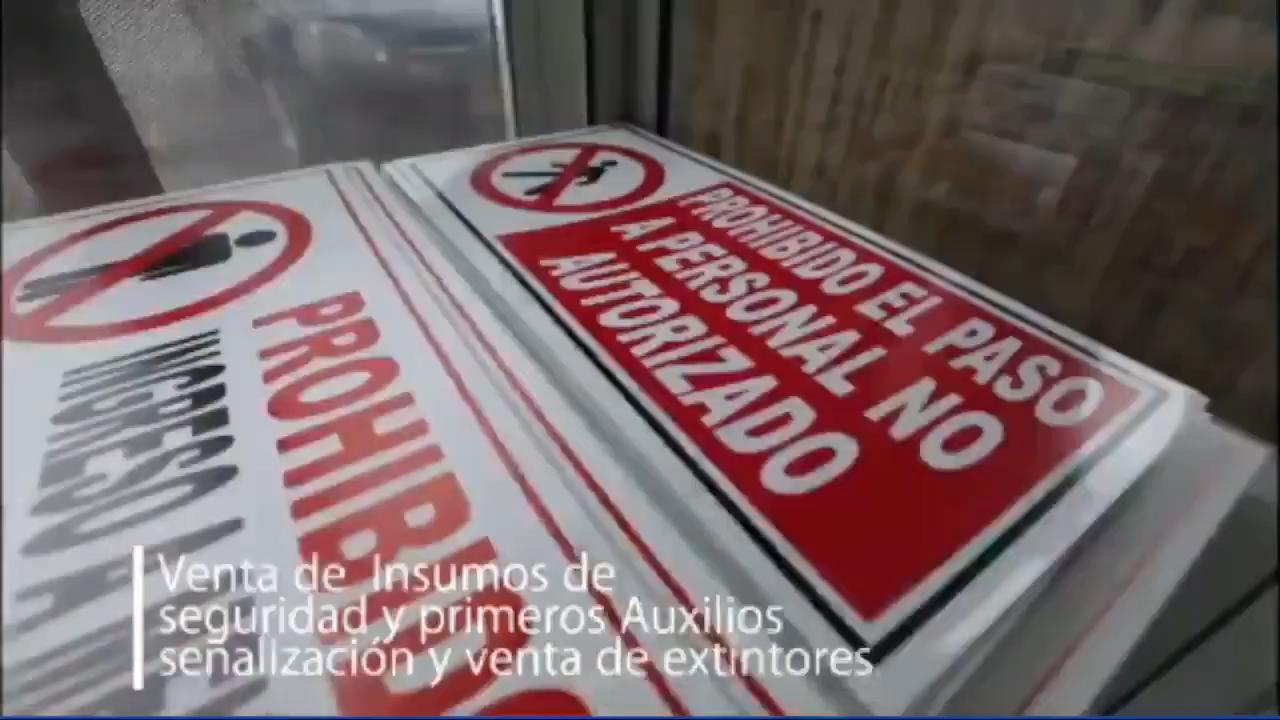 PROHIBIDO EL PASO
A PERSONAL NO
AUTORIZADO
PROHIBIDO
INGRESO A
Venta de Insumos de
seguridad y primeros Auxilios
señalización y venta de extintores